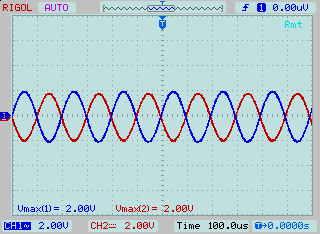 RIGOL AUTO 1 0.00uV
T
Rmt
1
Vmax(1)= 2.00V Vmax(2)= 2.00V
CH1~ 2.00V CH2 2.00V Time 100.0us T→0.0000s